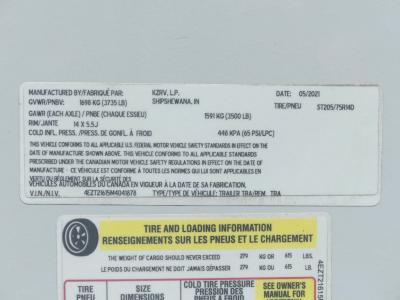 MANUFACTURED BY/FABRIQUÉ PAR: KZRV, L.P. DATE: 05/2021
GVWR/PNBV: 1696 KG (3735 LB) SHIPSHEWANA, IN TIRE/PNEU ST205/75R14D
GAWR (EACH AXLE) / PNBE (CHAQUE ESSIEU) 1591 KG (3500 LB)
RIM/JANTE 14 X 5.5J
COLD INFL. PRESS. /PRESS. DE GONFL. À FROID 448 KPA (65 PSI/LPC)
THIS VEHICLE CONFORMS TO ALL APPLICABLE U.S. FEDERAL MOTOR VEHICLE SAFETY STANDARDS IN EFFECT ON THE
DATE OF MANUFACTURE SHOWN ABOVE. THIS VEHICLE CONFORMS TO ALL APPLICABLE STANDARDS
PRESCRIBED UNDER THE CANADIAN MOTOR VEHICLE SAFETY REGULATIONS IN EFFECT ON THE DATE OF
MANUFACTURE - CE VÉHICULE EST CONFORME À TOUTES LES NORMES QUI LUI SONT APPLICABLES EN
VERTU DU RÈGLEMENT SUR LA SÉCURITÉ DES
VÉHICULES AUTOMOBILES DU CANADA EN VIGUEUR À LA DATE DE SA FABRICATION.
V.I.N./N.I.V. 4EZT21615M4041878 TYPE/TYPE DE VÉHICULE: TRAILER TRA/REM. TRA
TIRE AND LOADING INFORMATION
RENSEIGNEMENTS SUR LES PNEUS ET LE CHARGEMENT
THE WEIGHT OF CARGO SHOULD NEVER EXCEED 279 KG OR 615 LBS.
LE POIDS DU CHARGEMENT NE DOIT JAMAIS DÉPASSER 279 KG OU 615 LB.
TIRE SIZE COLD TIRE PRESSURE SEE OWNER'S
PNEU DIMENSIONS PRESSION DES MANUAL FOR